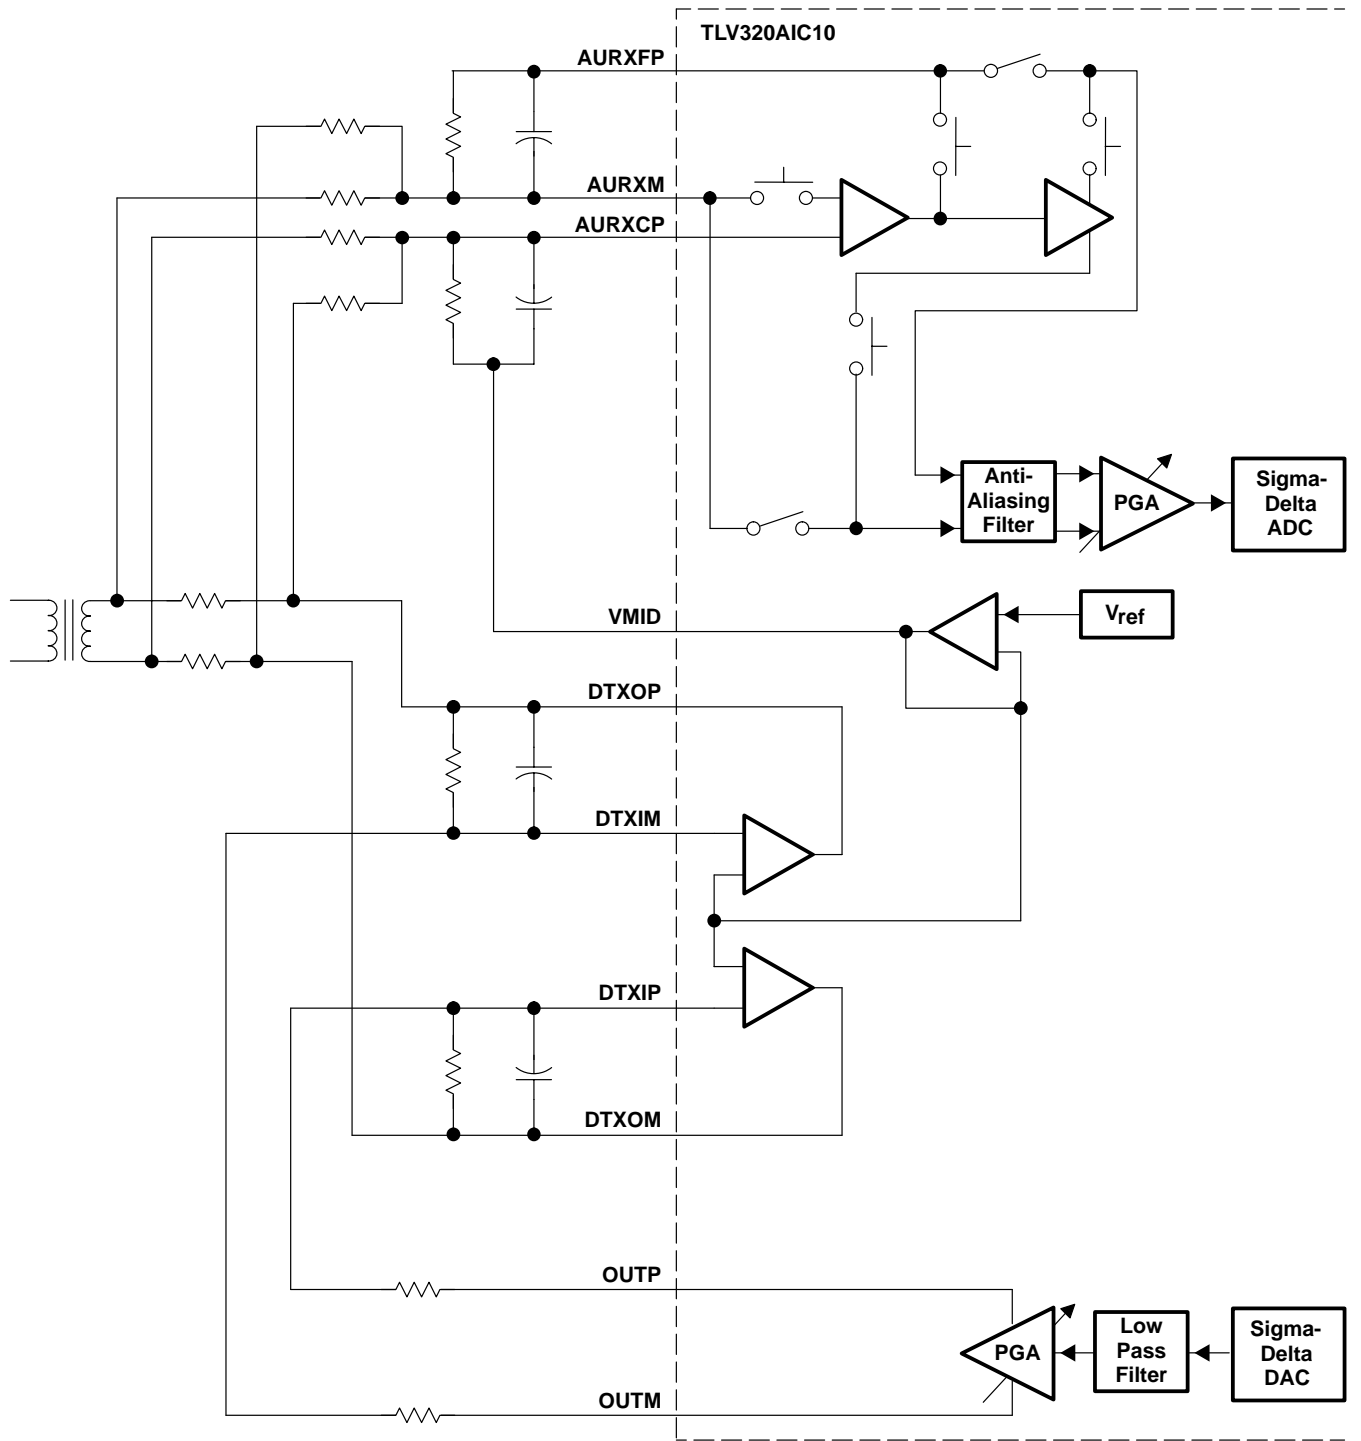 TLV320AIC10
AURXFP
AURXM
AURXCP
Anti-
Aliasing
Filter
PGA
Sigma-
Delta
ADC
VMID
Vref
DTXOP
DTXIM
DTXIP
DTXOM
OUTP
OUTM
PGA
Low
Pass
Filter
Sigma-
Delta
DAC